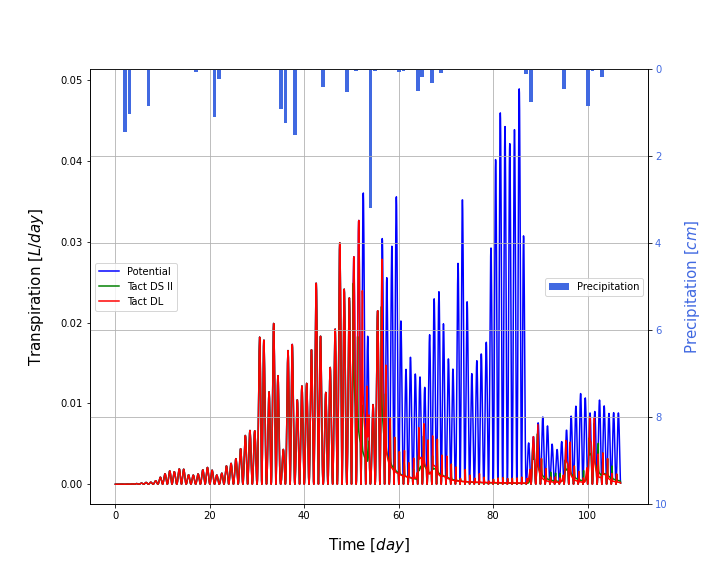 0.05
0.04
0.03
0.02
0.01
0.00
Transpiration [L/day]
0
2
4
6
8
10
Precipitation [cm]
Potential
Tact DS II
Tact DL
Precipitation
0 20 40 60 80 100
Time [day]